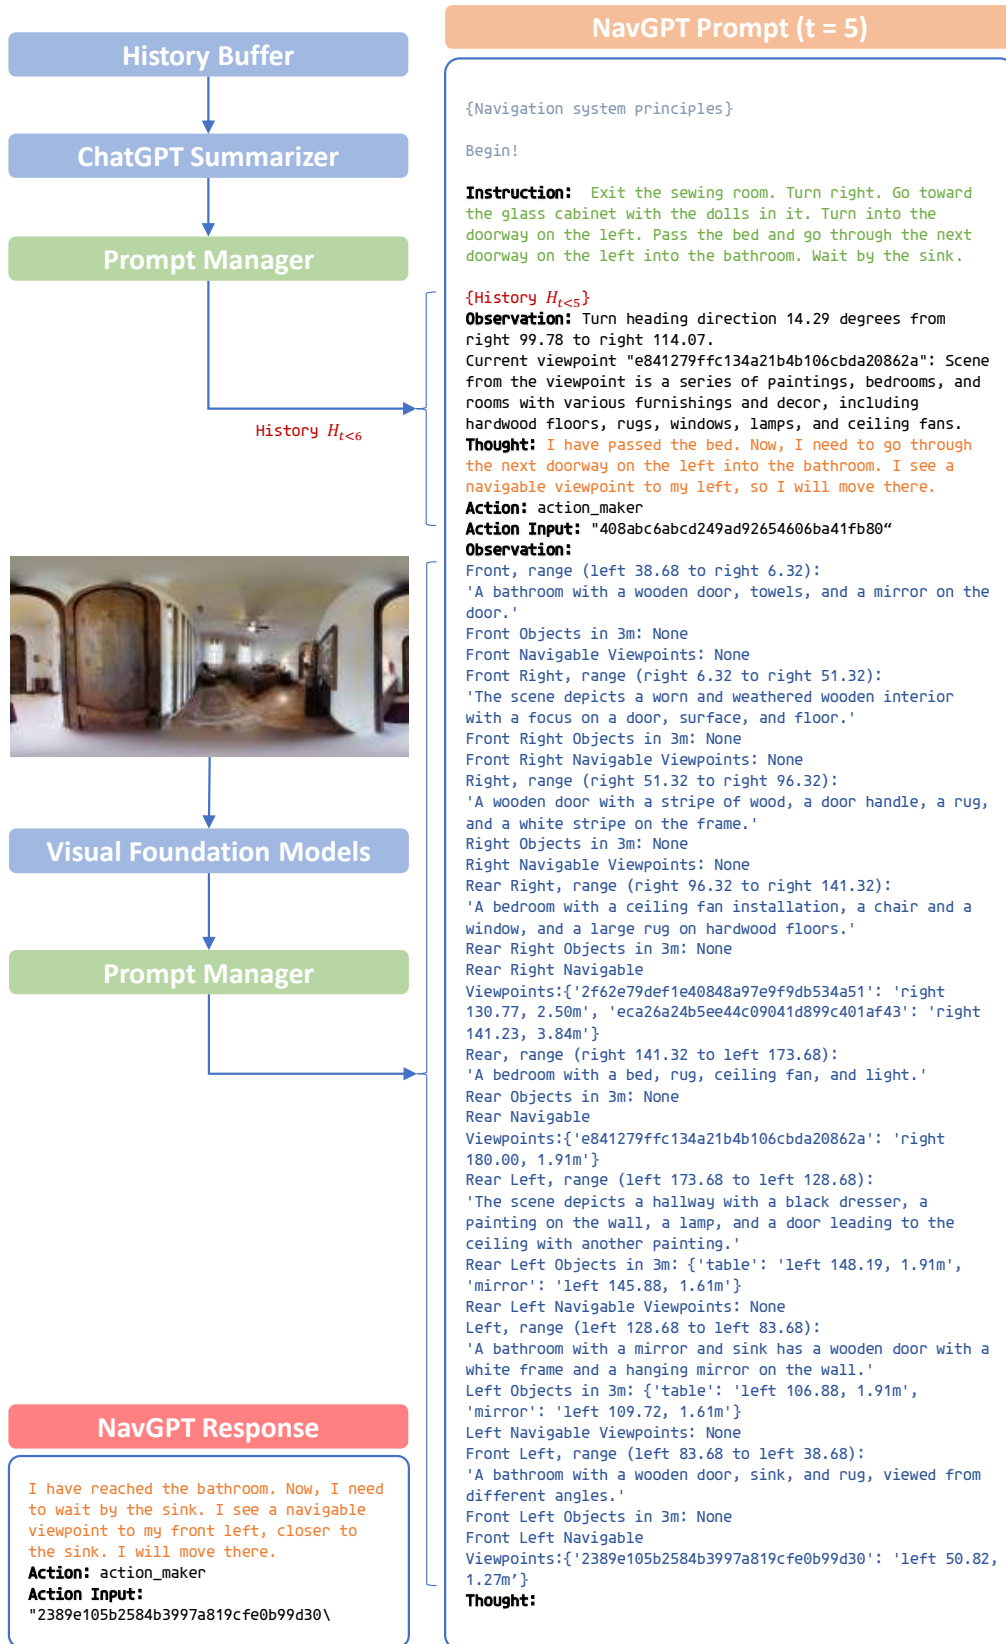 History Buffer
ChatGPT Summarizer
Prompt Manager
History H_{t<6}
Visual Foundation Models
Prompt Manager
NavGPT Response
I have reached the bathroom. Now, I need
to wait by the sink. I see a navigable
viewpoint to my front left, closer to
the sink. I will move there.
Action: action_maker
Action Input:
"2389e105b2584b3997a819cfe0b99d30\
NavGPT Prompt (t = 5)
{Navigation system principles}
Begin!
Instruction: Exit the sewing room. Turn right. Go toward
the glass cabinet with the dolls in it. Turn into the
doorway on the left. Pass the bed and go through the next
doorway on the left into the bathroom. Wait by the sink.
{History H_{t<5}}
Observation: Turn heading direction 14.29 degrees from
right 99.78 to right 114.07.
Current viewpoint "e841279ffc134a21b4b106cbda20862a": Scene
from the viewpoint is a series of paintings, bedrooms, and
rooms with various furnishings and decor, including
hardwood floors, rugs, windows, lamps, and ceiling fans.
Thought: I have passed the bed. Now, I need to go through
the next doorway on the left into the bathroom. I see a
navigable viewpoint to my left, so I will move there.
Action: action_maker
Action Input: "408abc6abcd249ad92654606ba41fb80“
Observation:
Front, range (left 38.68 to right 6.32):
'A bathroom with a wooden door, towels, and a mirror on the
door.'
Front Objects in 3m: None
Front Navigable Viewpoints: None
Front Right, range (right 6.32 to right 51.32):
'The scene depicts a worn and weathered wooden interior
with a focus on a door, surface, and floor.'
Front Right Objects in 3m: None
Front Right Navigable Viewpoints: None
Right, range (right 51.32 to right 96.32):
'A wooden door with a stripe of wood, a door handle, a rug,
and a white stripe on the frame.'
Right Objects in 3m: None
Right Navigable Viewpoints: None
Rear Right, range (right 96.32 to right 141.32):
'A bedroom with a ceiling fan installation, a chair and a
window, and a large rug on hardwood floors.'
Rear Right Objects in 3m: None
Rear Right Navigable
Viewpoints:{'2f62e79def1e40848a97e9f9db534a51': 'right
130.77, 2.50m', 'eca26a24b5ee44c09041d899c401af43': 'right
141.23, 3.84m'}
Rear, range (right 141.32 to left 173.68):
'A bedroom with a bed, rug, ceiling fan, and light.'
Rear Objects in 3m: None
Rear Navigable
Viewpoints:{'e841279ffc134a21b4b106cbda20862a': 'right
180.00, 1.91m'}
Rear Left, range (left 173.68 to left 128.68):
'The scene depicts a hallway with a black dresser, a
painting on the wall, a lamp, and a door leading to the
ceiling with another painting.'
Rear Left Objects in 3m: {'table': 'left 148.19, 1.91m',
'mirror': 'left 145.88, 1.61m'}
Rear Left Navigable Viewpoints: None
Left, range (left 128.68 to left 83.68):
'A bathroom with a mirror and sink has a wooden door with a
white frame and a hanging mirror on the wall.'
Left Objects in 3m: {'table': 'left 106.88, 1.91m',
'mirror': 'left 109.72, 1.61m'}
Left Navigable Viewpoints: None
Front Left, range (left 83.68 to left 38.68):
'A bathroom with a wooden door, sink, and rug, viewed from
different angles.'
Front Left Objects in 3m: None
Front Left Navigable
Viewpoints:{'2389e105b2584b3997a819cfe0b99d30': 'left 50.82,
1.27m’}
Thought: